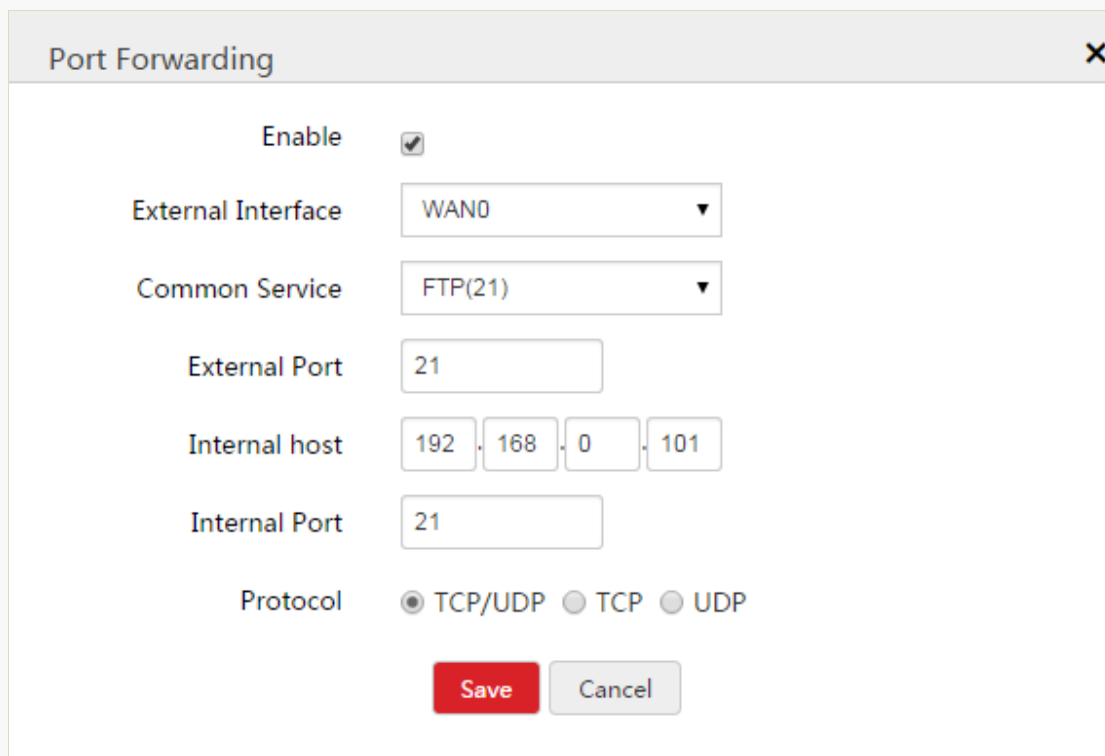 Port Forwarding
Enable
External Interface WAN0
Common Service FTP(21)
External Port 21
Internal host 192 . 168 . 0 . 101
Internal Port 21
Protocol TCP/UDP TCP UDP
Save Cancel